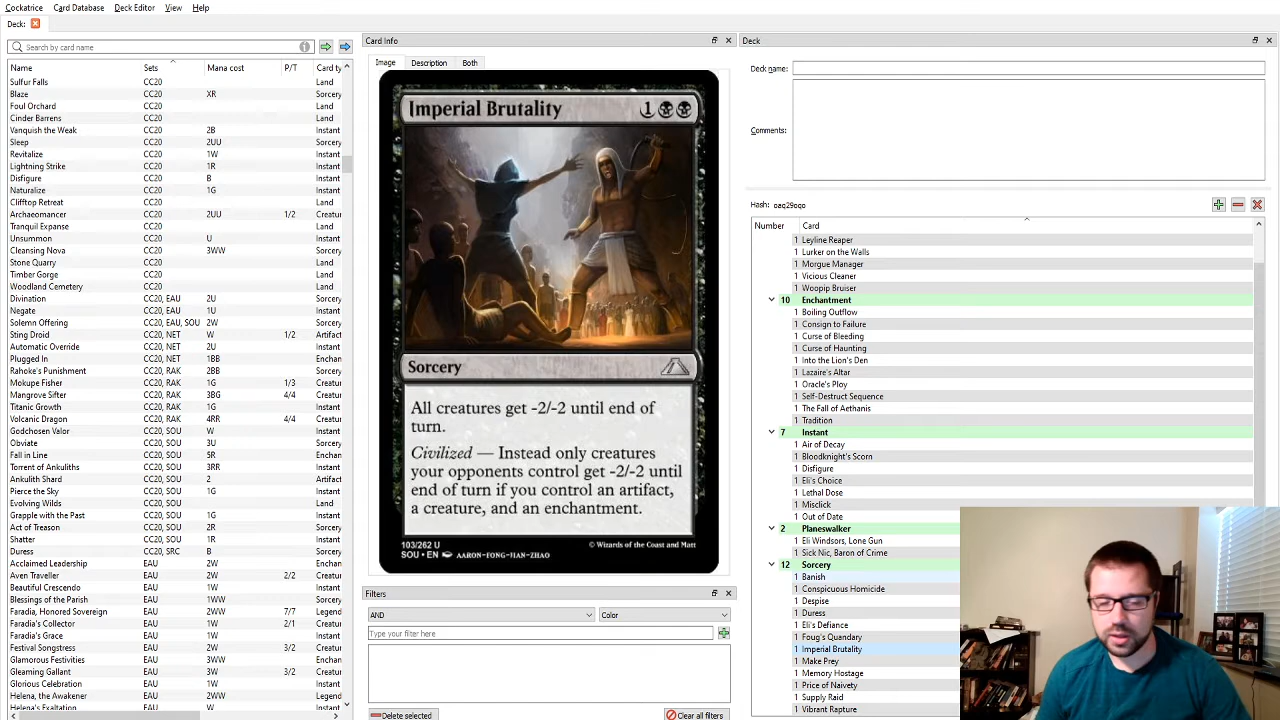 Cockatrice Card Database Deck Editor View Help
Deck:
Search by card name
Name Sets Mana cost P/T Card ty
Sulfur Falls CC20 Land
Blaze CC20 XR Sorcery
Foul Orchard CC20 Land
Cinder Barrens CC20 Land
Vanquish the Weak CC20 2B Instant
Sleep CC20 2UU Sorcery
Revitalize CC20 1W Instant
Lightning Strike CC20 1R Instant
Disfigure CC20 B Instant
Naturalize CC20 1G Instant
Clifftop Retreat CC20 Land
Archaeomancer CC20 2UU 1/2 Creatur
Tranquil Expanse CC20 Land
Unsummon CC20 U Instant
Cleansing Nova CC20 3WW Sorcery
Stone Quarry CC20 Land
Timber Gorge CC20 Land
Woodland Cemetery CC20 Land
Divination CC20, EAU 2U Sorcery
Negate CC20, EAU 1U Instant
Solemn Offering CC20, EAU, SOU 2W Sorcery
Sting Droid CC20, NET W 1/2 Artifact
Automatic Override CC20, NET 2U Instant
Plugged In CC20, NET 1BB Enchan
Rahoke's Punishment CC20, RAK 2BB Sorcery
Mokupe Fisher CC20, RAK 1G 1/3 Creatur
Mangrove Sifter CC20, RAK 3BG 4/4 Creatur
Titanic Growth CC20, RAK 1G Instant
Volcanic Dragon CC20, RAK 4RR 4/4 Creatur
Godchosen Valor CC20, SOU W Instant
Obviate CC20, SOU 3U Instant
Fall in Line CC20, SOU 5R Sorcery
Torrent of Ankuliths CC20, SOU 3RR Instant
Ankulith Shard CC20, SOU 2 Artifact
Pierce the Sky CC20, SOU 1G Instant
Evolving Wilds CC20, SOU Land
Grapple with the Past CC20, SOU 1G Instant
Act of Treason CC20, SOU 2R Sorcery
Shatter CC20, SOU 1R Instant
Duress CC20, SRC B Sorcery
Acclaimed Leadership EAU 2W Enchan
Aven Traveller EAU 2W 2/2 Creatur
Beautiful Crescendo EAU 1W Instant
Blessings of the Parish EAU 1WW Enchan
Faradia, Honored Sovereign EAU 2WW 7/7 Legend
Faradia's Collector EAU 2W 2/1 Creatur
Faradia's Grace EAU 1W Instant
Festival Songstress EAU 2W 3/2 Creatur
Glamorous Festivities EAU 3WW Enchan
Gleaming Gallant EAU 3W 3/2 Creatur
Glorious Celebration EAU 1W Instant
Helena, the Awakener EAU 2WW Legend
Helena's Exaltation EAU 2W Enchan
Card Info
Image Description Both
Imperial Brutality 1
Sorcery
All creatures get -2/-2 until end of
turn.
Civilized — Instead only creatures
your opponents control get -2/-2 until
end of turn if you control an artifact,
a creature, and an enchantment.
103/262 U
SOU • EN AARON-FONG-JIAN-ZHAO © Wizards of the Coast and Matt
Filters
AND Color
Type your filter here
Delete selected Clear all filters
Deck
Deck name:
Comments:
Hash: oaq29oqo
Number Card
1 Leyline Reaper
1 Lurker on the Walls
1 Morgue Manager
1 Vicious Cleaner
1 Woopip Bruiser
10 Enchantment
1 Boiling Outflow
1 Consign to Failure
1 Curse of Bleeding
1 Curse of Haunting
1 Into the Lion's Den
1 Lazaire's Altar
1 Oracle's Ploy
1 Self-Destruct Sequence
1 The Fall of Aethanis
1 Tradition
7 Instant
1 Air of Decay
1 Bloodknight's Scorn
1 Disfigure
1 Eli's Choice
1 Lethal Dose
1 Misclick
1 Out of Date
2 Planeswalker
1 Eli Windsors, Lone Gun
1 Sick Nic, Baron of Crime
12 Sorcery
1 Banish
1 Conspicuous Homicide
1 Despise
1 Duress
1 Eli's Defiance
1 Foug's Quandary
1 Imperial Brutality
1 Make Prey
1 Memory Hostage
1 Price of Naivety
1 Supply Raid
1 Vibrant Rapture